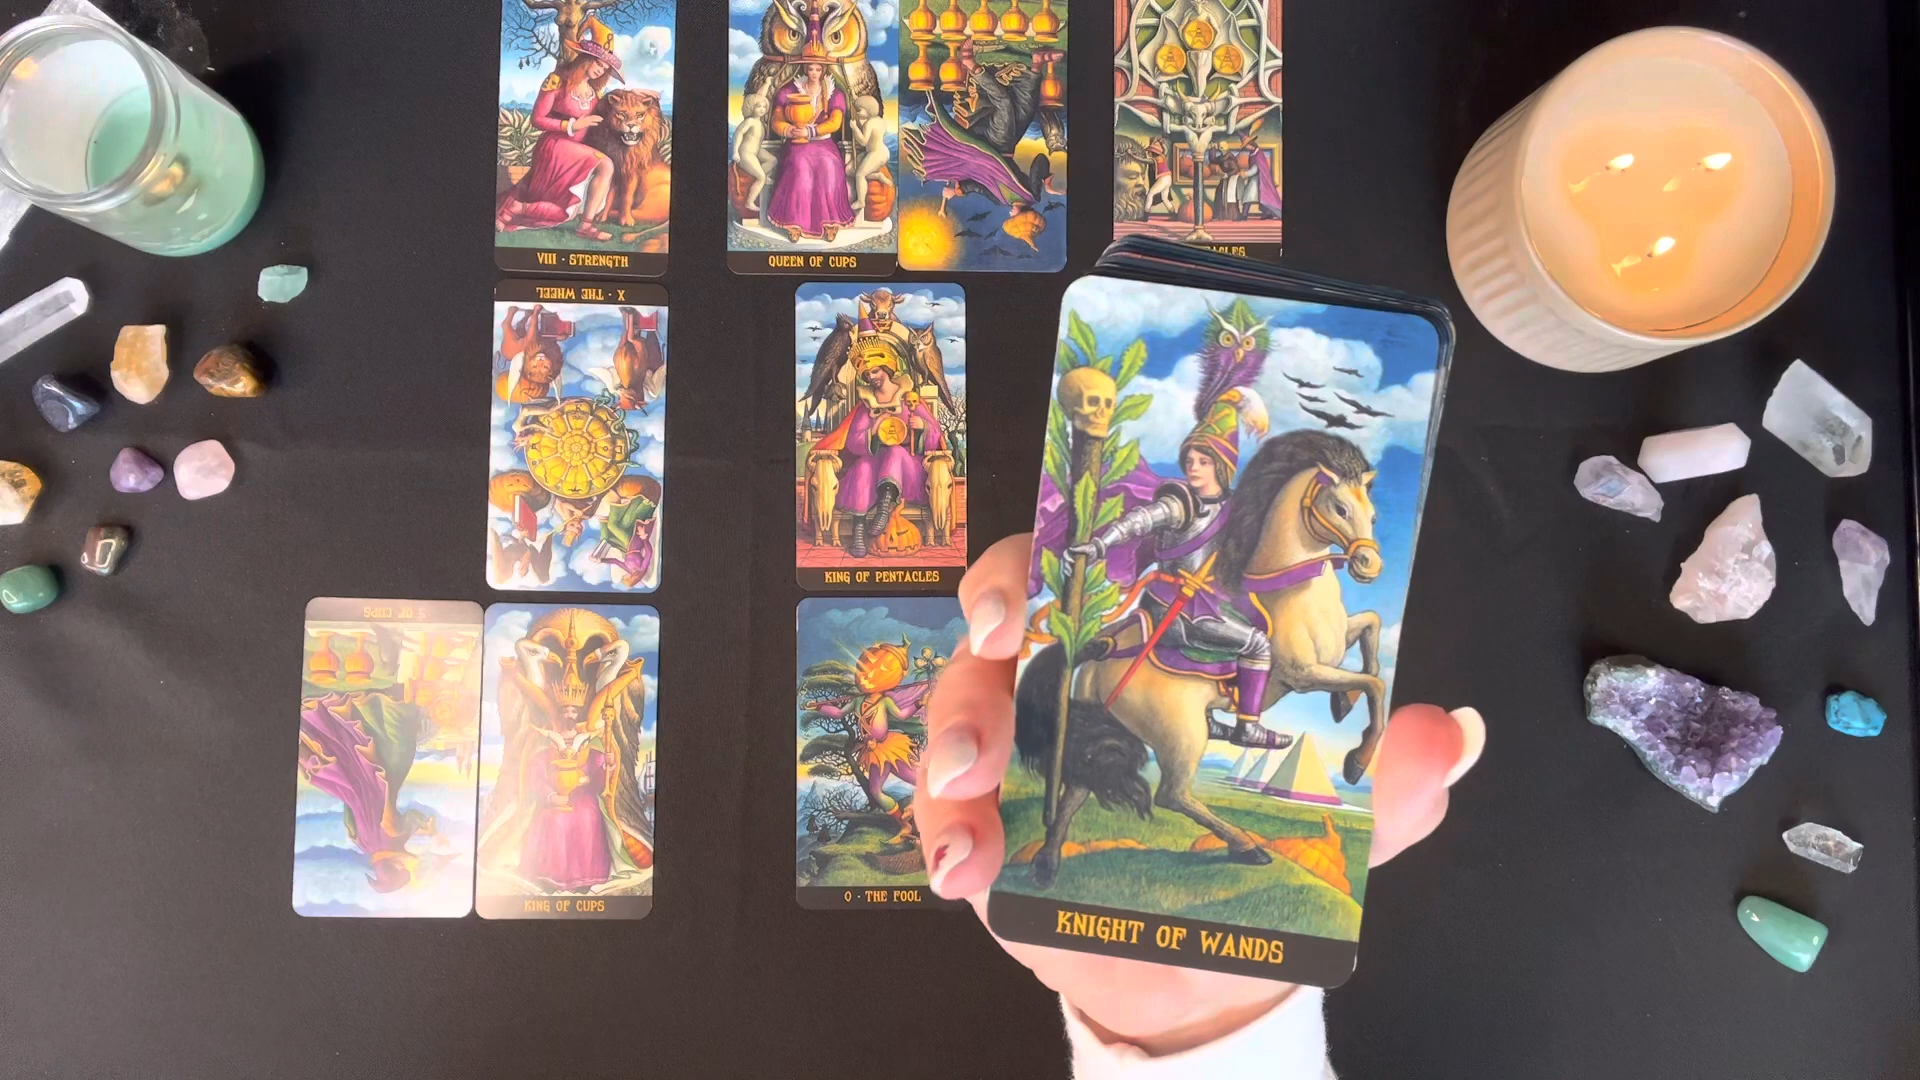 VIII · STRENGTH
QUEEN OF CUPS
ACLES
X · THE WHEEL
KING OF PENTACLES
5 OF CUPS
KING OF CUPS
0 · THE FOOL
KNIGHT OF WANDS